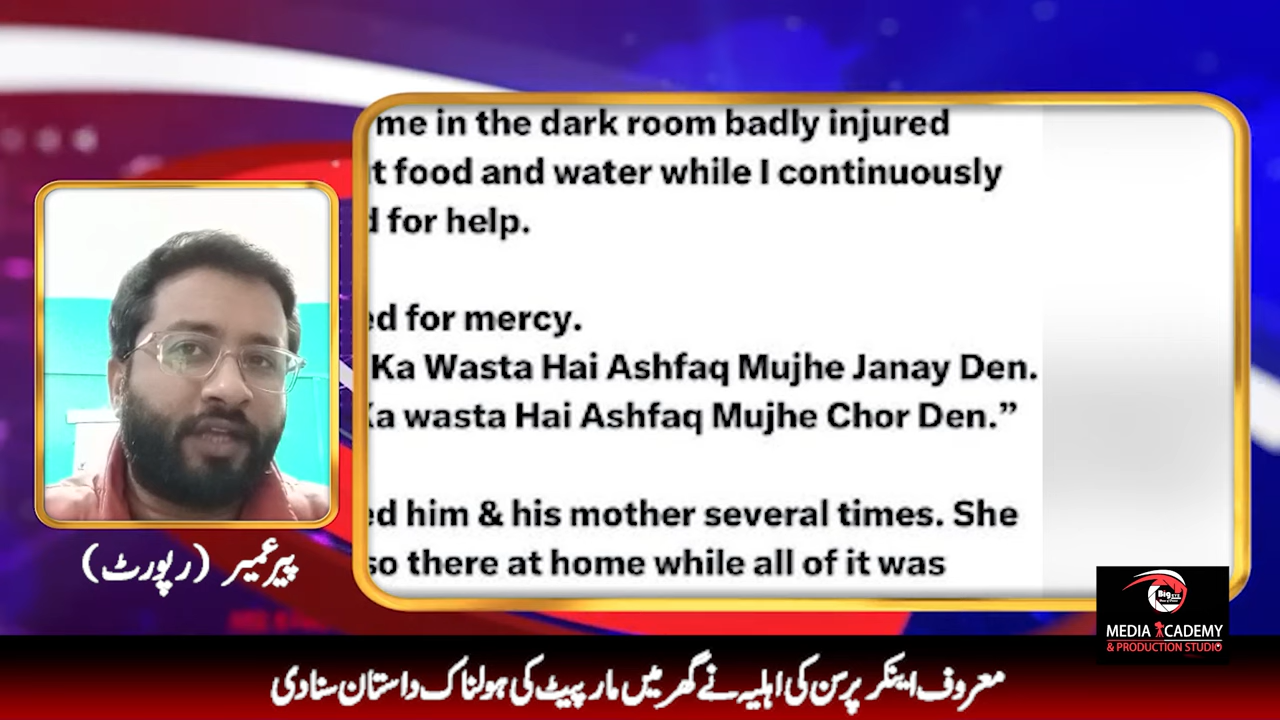 me in the dark room badly injured
t food and water while I continuously
d for help.
ed for mercy.
Ka Wasta Hai Ashfaq Mujhe Janay Den.
Ka wasta Hai Ashfaq Mujhe Chor Den.”
ed him & his mother several times. She
so there at home while all of it was
پیر عمیر (رپورٹ)
Big
MEDIA ACADEMY
& PRODUCTION STUDIO
معروف اینکر پرسن کی اہلیہ نے گھر میں مار پیٹ کی ہولناک داستان سنا دی